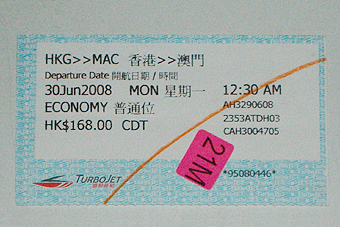 HKG>>MAC 香港>>澳門
Departure Date 開航日期 / 時間
30Jun2008 MON 星期一 12:30 AM
ECONOMY 普通位 AH3290608
HK$168.00 CDT 2353ATDH03
CAH3004705
21M
TURBOJET *95080446*